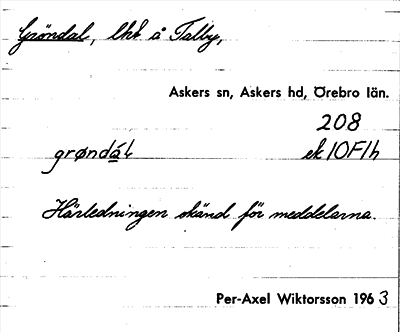 Gröndal, lht å Talby,
Askers sn, Askers hd, Örebro län.
208
grøndál ek 10F1h
Härledningen okänd för meddelarna.
Per-Axel Wiktorsson 1963